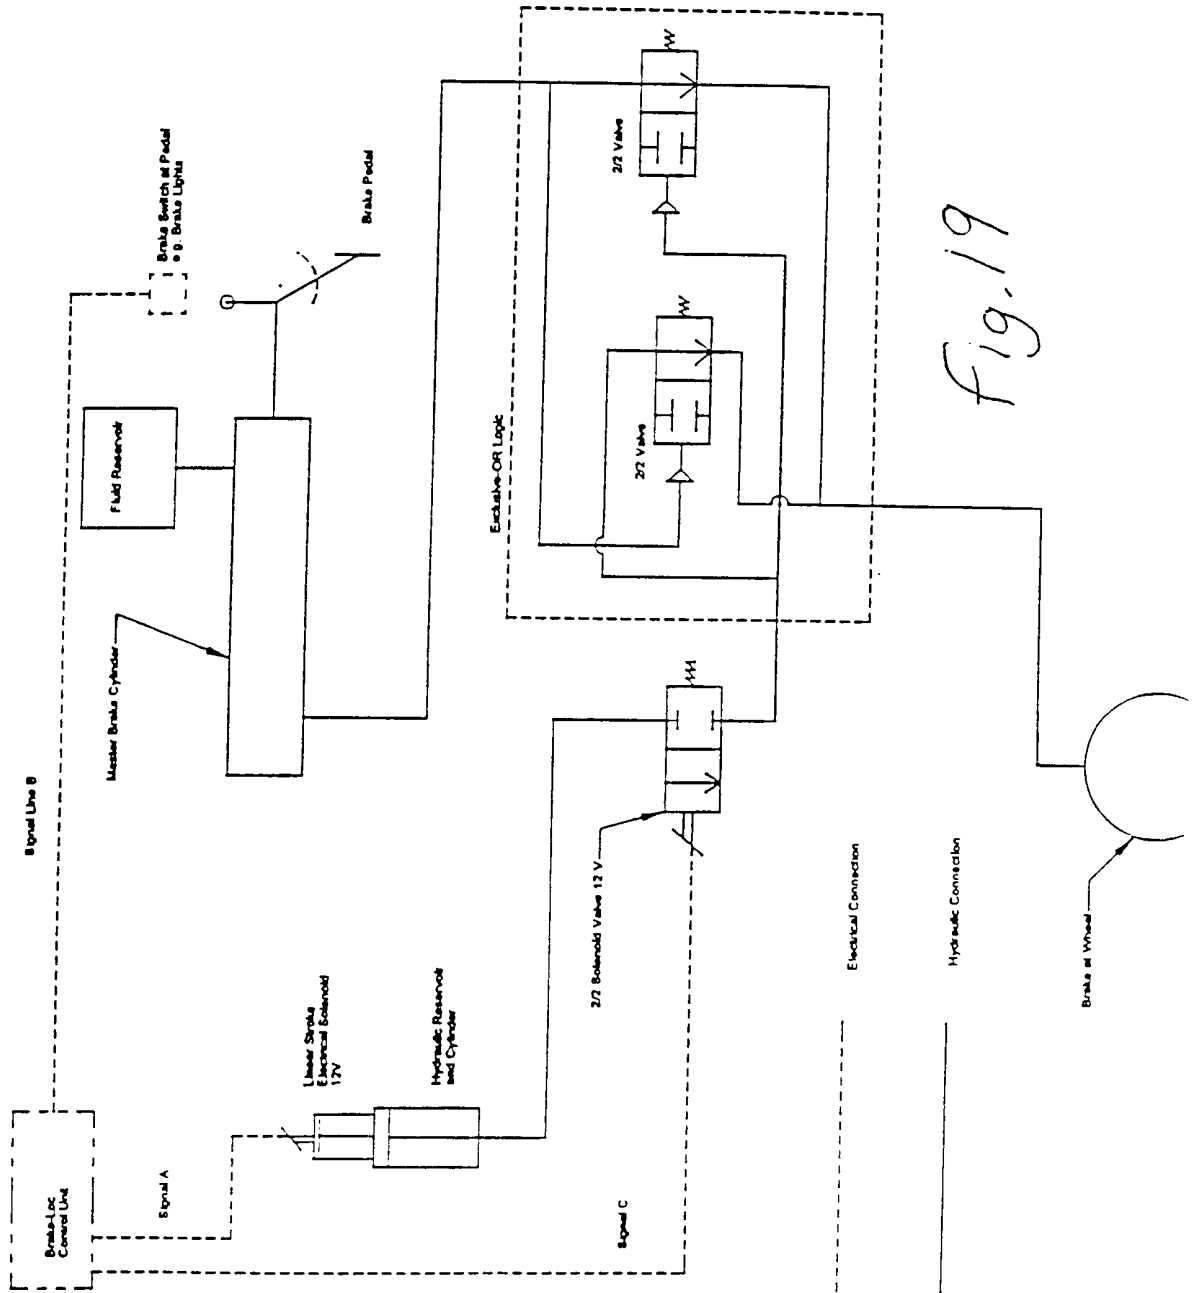 Signal Line B
Brake Switch at Pedal
e.g. Brake Lights
Fluid Reservoir
Brake Pedal
Master Brake Cylinder
2/2 Valve
Exclusive-OR Logic
2/2 Valve
Fig. 19
Brake-Loc
Control Unit
Signal A
Linear Stroke
Electrical Solenoid
12V
Hydraulic Reservoir
and Cylinder
2/2 Solenoid Valve 12 V
Signal C
Electrical Connection
Hydraulic Connection
Brake at Wheel